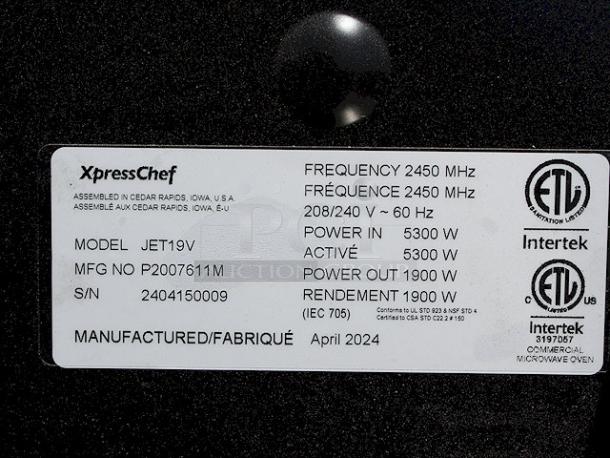 XpressChef
ASSEMBLED IN CEDAR RAPIDS, IOWA, U.S.A.
ASSEMBLÉ AUX CEDAR RAPIDS, IOWA, É-U
MODEL JET19V
MFG NO P2007611M
S/N 2404150009
MANUFACTURED/FABRIQUÉ April 2024
FREQUENCY 2450 MHz
FRÉQUENCE 2450 MHz
208/240 V ~ 60 Hz
POWER IN 5300 W
ACTIVÉ 5300 W
POWER OUT 1900 W
RENDEMENT 1900 W
(IEC 705)
Conforms to UL STD 923 & NSF STD 4
Certified to CSA STD C22.2 # 150
ETL
SANITATION LISTED
Intertek
C ETL US
LISTED
Intertek
3197057
COMMERCIAL
MICROWAVE OVEN